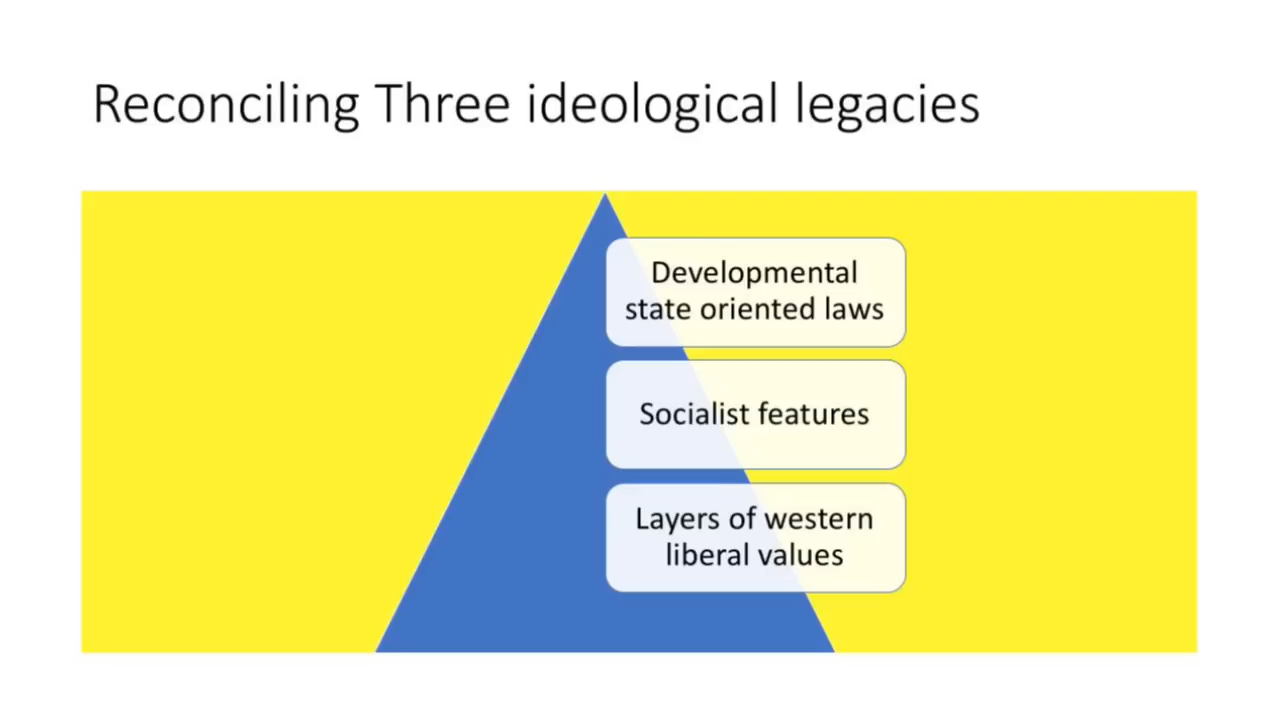 Reconciling Three ideological legacies
Developmental
state oriented laws
Socialist features
Layers of western
liberal values